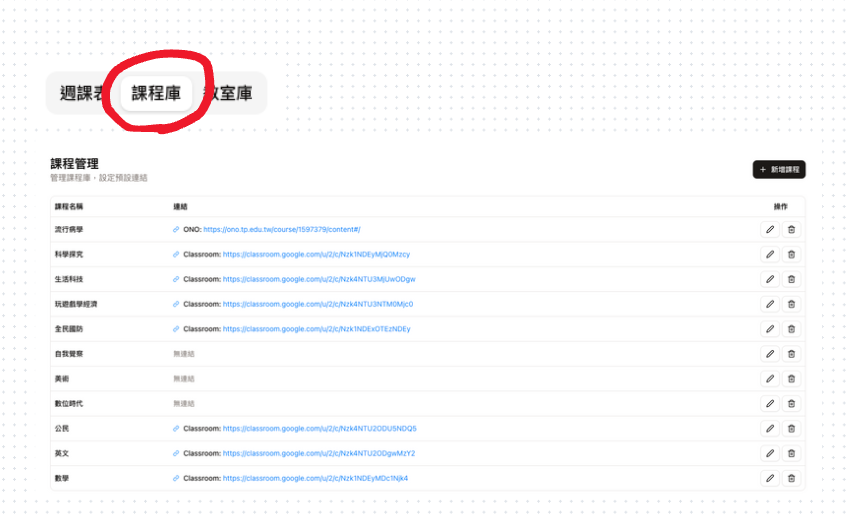 週課表 課程庫 教室庫
課程管理
管理課程庫，設定預設連結
+ 新增課程
課程名稱 連結 操作
流行病學 ONO: https://ono.tp.edu.tw/course/1597379/content#/
科學探究 Classroom: https://classroom.google.com/u/2/c/Nzk1NDEyMjQ0Mzcy
生活科技 Classroom: https://classroom.google.com/u/2/c/Nzk4NTU3MjUwODgw
玩遊戲學經濟 Classroom: https://classroom.google.com/u/2/c/Nzk4NTU3NTM0Mjc0
全民國防 Classroom: https://classroom.google.com/u/2/c/Nzk1NDExOTEzNDEy
自我覺察 無連結
美術 無連結
數位時代 無連結
公民 Classroom: https://classroom.google.com/u/2/c/Nzk4NTU2ODU5NDQ5
英文 Classroom: https://classroom.google.com/u/2/c/Nzk4NTU2ODgwMzY2
數學 Classroom: https://classroom.google.com/u/2/c/Nzk1NDEyMDc1Njk4